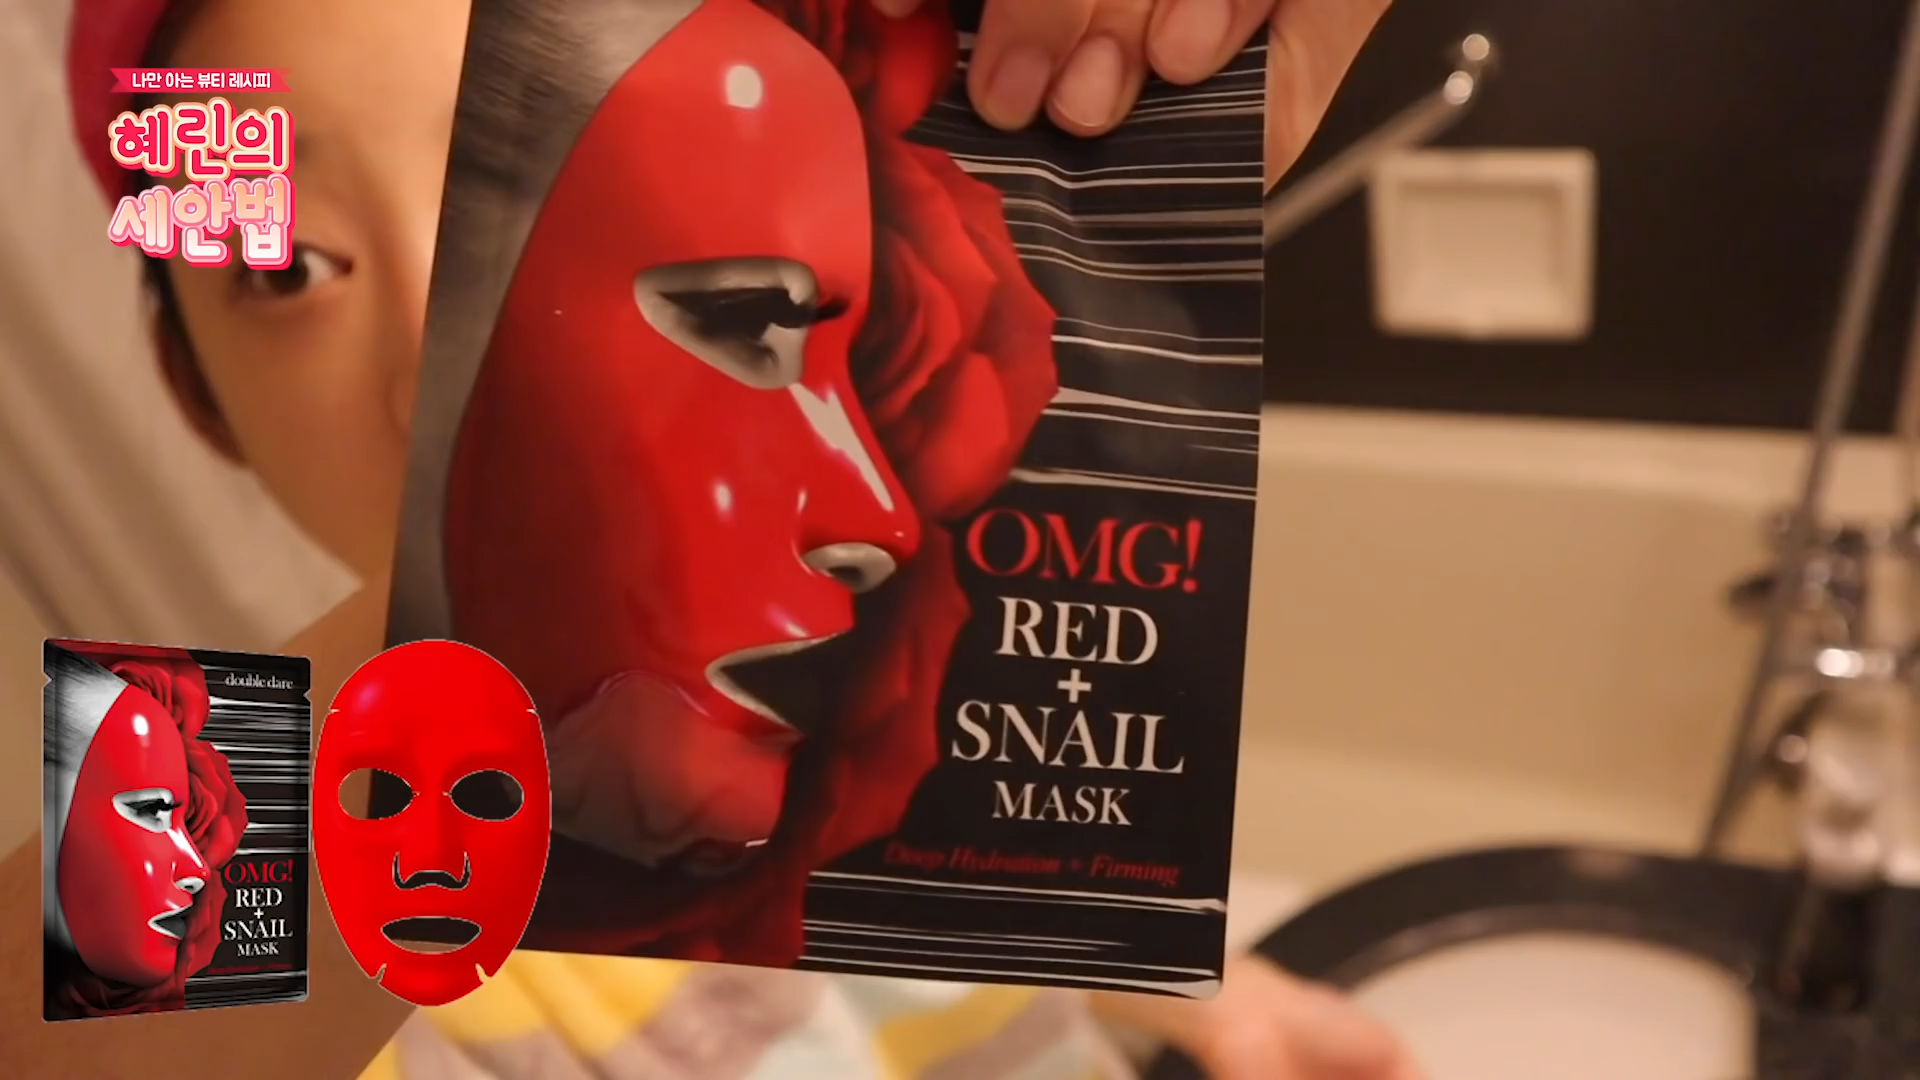 나만 아는 뷰티 레시피
혜린의
세안법
OMG!
RED
+
SNAIL
MASK
Deep Hydration + Firming
double dare
OMG!
RED
+
SNAIL
MASK